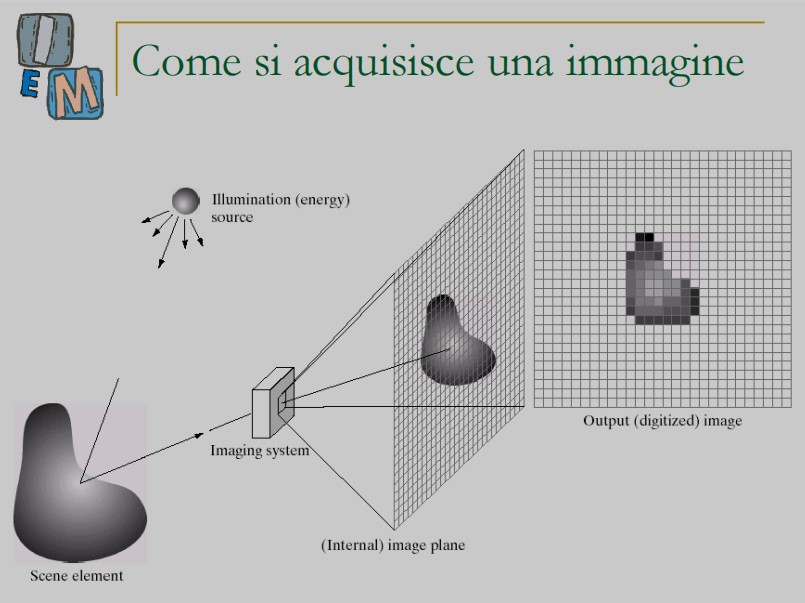 I
E
M
Come si acquisisce una immagine
Illumination (energy)
source
Imaging system
Output (digitized) image
(Internal) image plane
Scene element